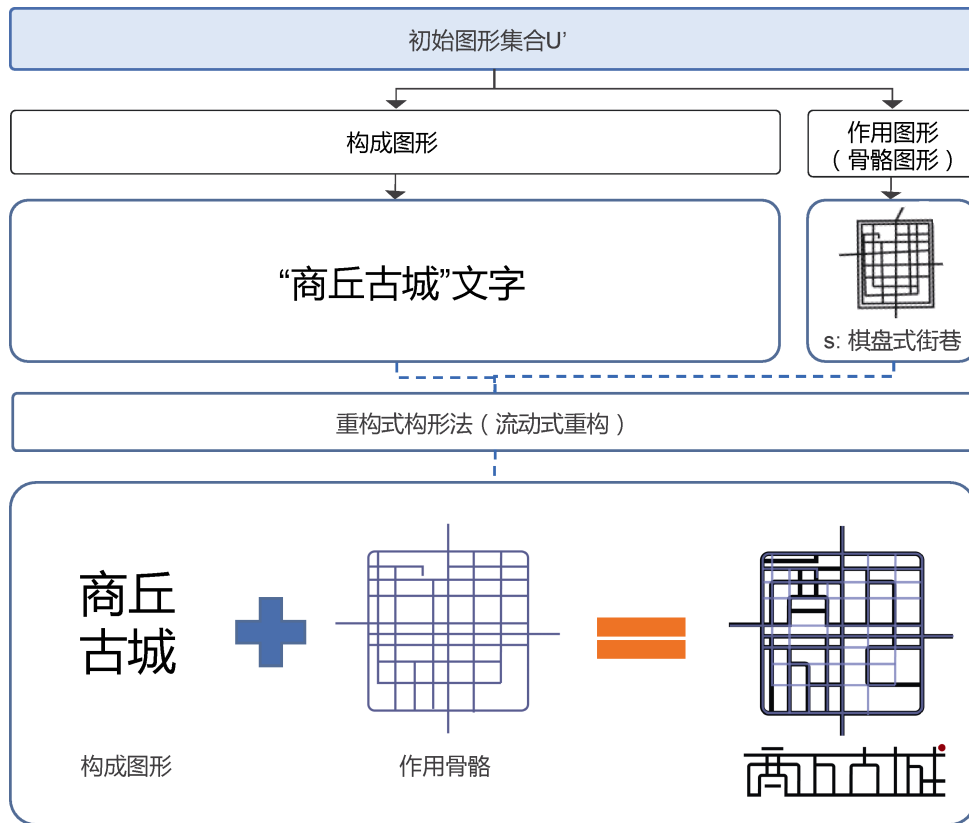 初始图形集合U’
构成图形
作用图形
（骨骼图形）
“商丘古城”文字
s: 棋盘式街巷
重构式构形法（流动式重构）
商丘
古城
构成图形
作用骨骼
商丘古城